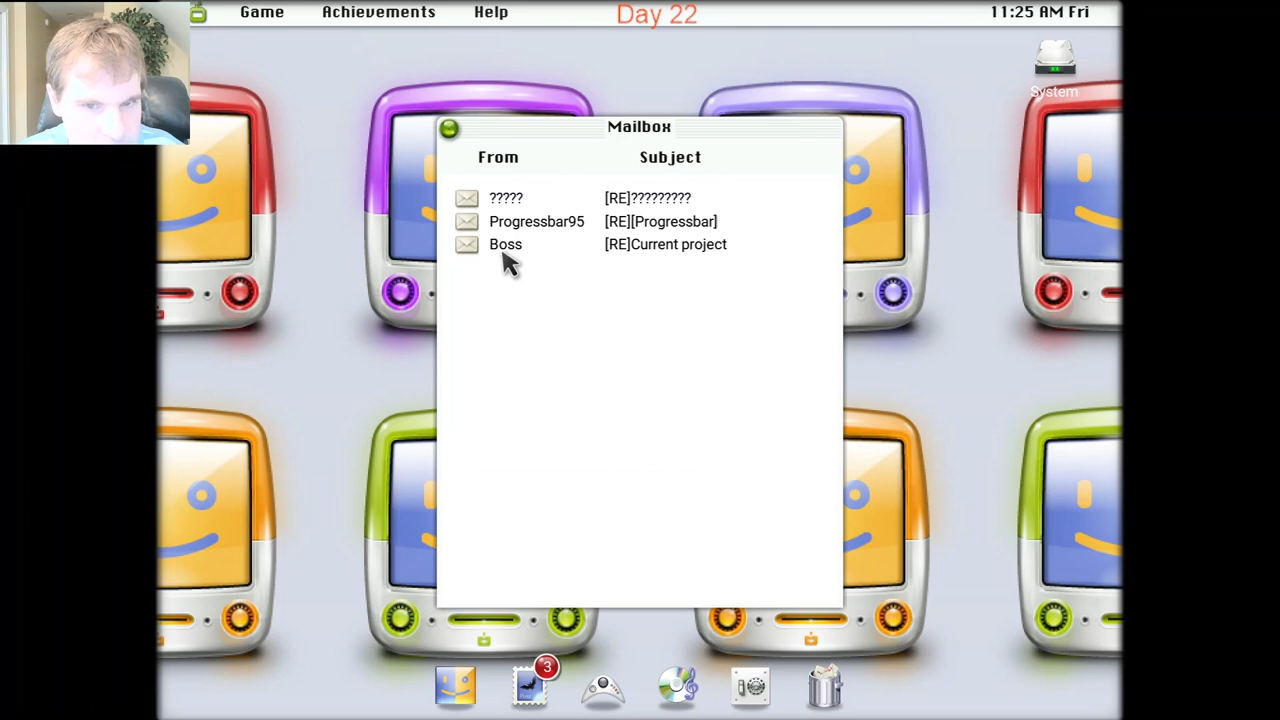 Game Achievements Help Day 22 11:25 AM Fri
System
Mailbox
From Subject
????? [RE]?????????
Progressbar95 [RE][Progressbar]
Boss [RE]Current project
3